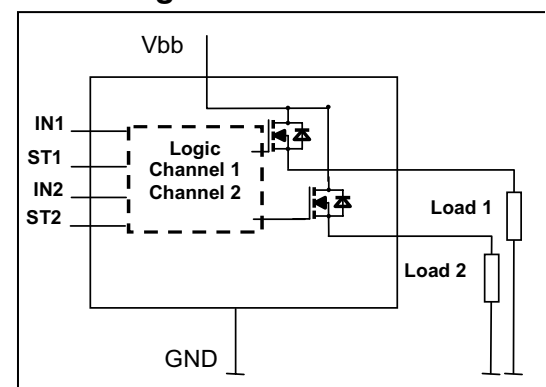 Vbb
IN1
ST1
IN2
ST2
Logic
Channel 1
Channel 2
Load 1
Load 2
GND